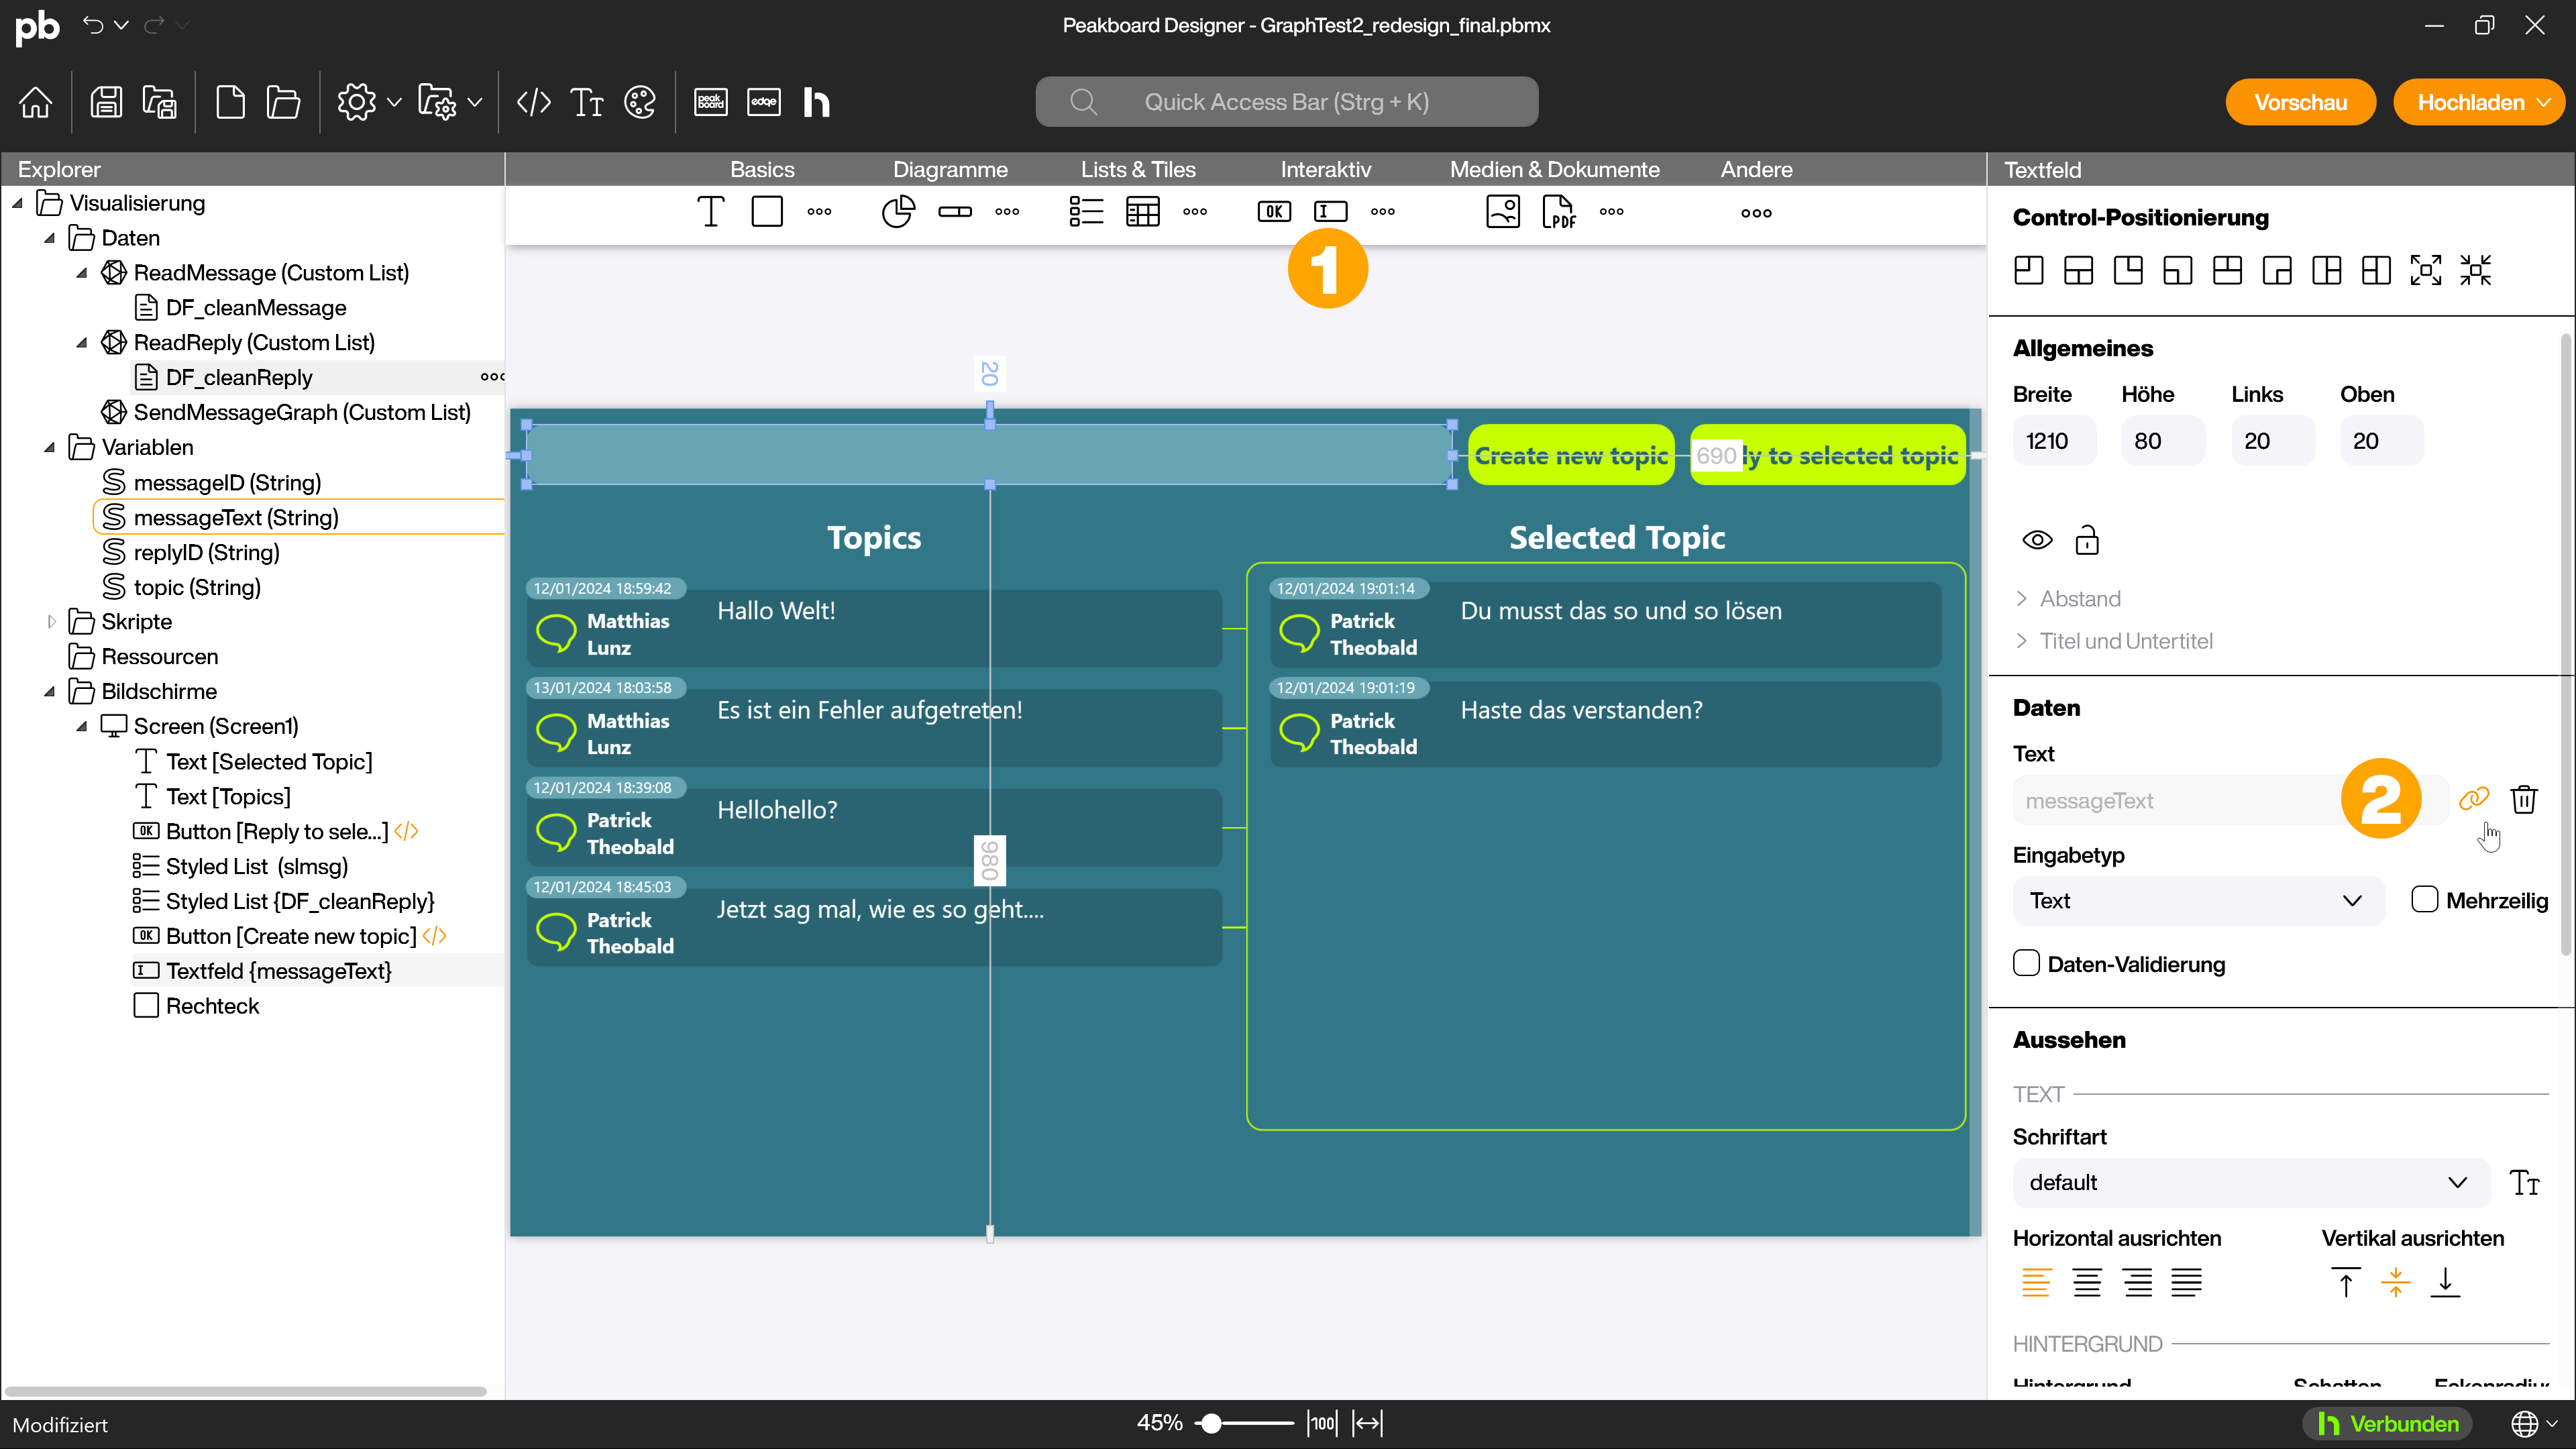 pb
Peakboard Designer - GraphTest2_redesign_final.pbmx
peak board
edge
h
Quick Access Bar (Strg + K)
Vorschau
Hochladen
Explorer
Basics
Diagramme
Lists & Tiles
Interaktiv
Medien & Dokumente
Andere
Textfeld
Visualisierung
Daten
ReadMessage (Custom List)
DF_cleanMessage
ReadReply (Custom List)
DF_cleanReply
SendMessageGraph (Custom List)
Variablen
messageID (String)
messageText (String)
replyID (String)
topic (String)
Skripte
Ressourcen
Bildschirme
Screen (Screen1)
Text [Selected Topic]
Text [Topics]
Button [Reply to sele...]
Styled List (slmsg)
Styled List {DF_cleanReply}
Button [Create new topic]
Textfeld {messageText}
Rechteck
OK
PDF
1
20
Create new topic
690
ly to selected topic
Topics
Selected Topic
12/01/2024 18:59:42
Matthias
Lunz
Hallo Welt!
13/01/2024 18:03:58
Matthias
Lunz
Es ist ein Fehler aufgetreten!
12/01/2024 18:39:08
Patrick
Theobald
Hellohello?
980
12/01/2024 18:45:03
Patrick
Theobald
Jetzt sag mal, wie es so geht....
12/01/2024 19:01:14
Patrick
Theobald
Du musst das so und so lösen
12/01/2024 19:01:19
Patrick
Theobald
Haste das verstanden?
Control-Positionierung
Allgemeines
Breite
Höhe
Links
Oben
1210
80
20
20
Abstand
Titel und Untertitel
Daten
Text
messageText
2
Eingabetyp
Text
Mehrzeilig
Daten-Validierung
Aussehen
TEXT
Schriftart
default
Horizontal ausrichten
Vertikal ausrichten
HINTERGRUND
Hintergrund
Schatten
Eckenradius
Modifiziert
45%
100
Verbunden